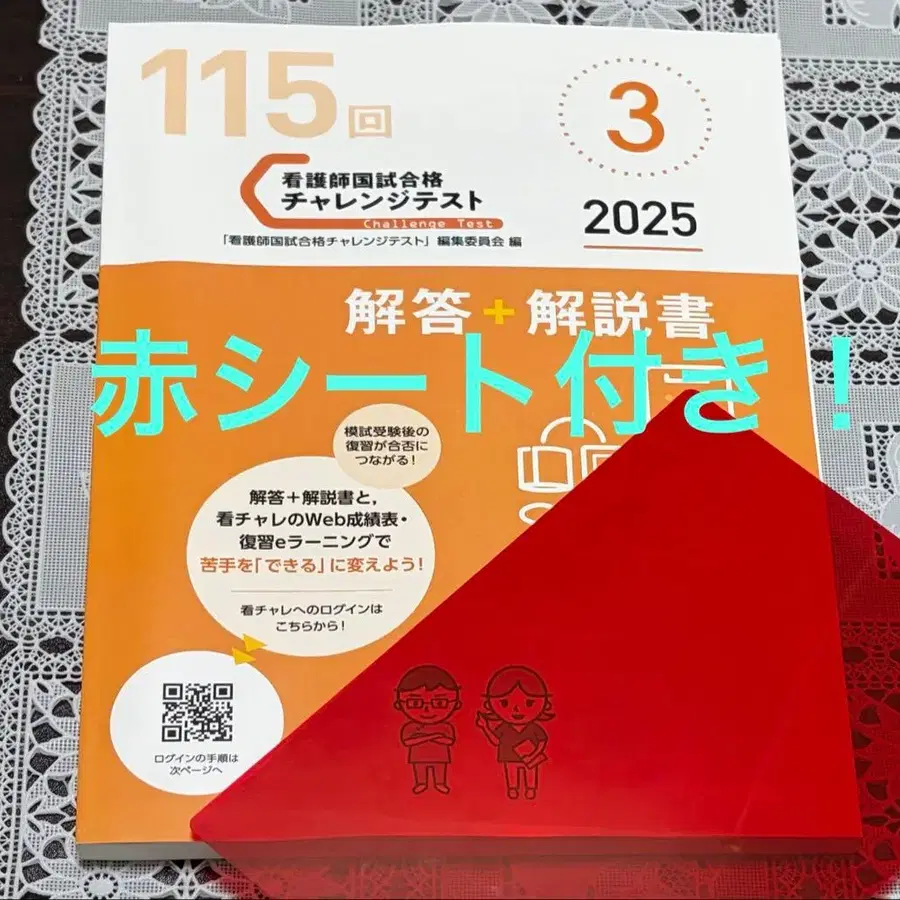 115回
3
看護師国試合格
チャレンジテスト
Challenge Test
2025
「看護師国試合格チャレンジテスト」編集委員会 編
解答+解説書
赤シート付き！
模試受験後の
復習が合否に
つながる！
解答＋解説書と，
看チャレのWeb成績表・
復習eラーニングで
苦手を「できる」に変えよう！
看チャレへのログインは
こちらから！
ログインの手順は
次ページへ